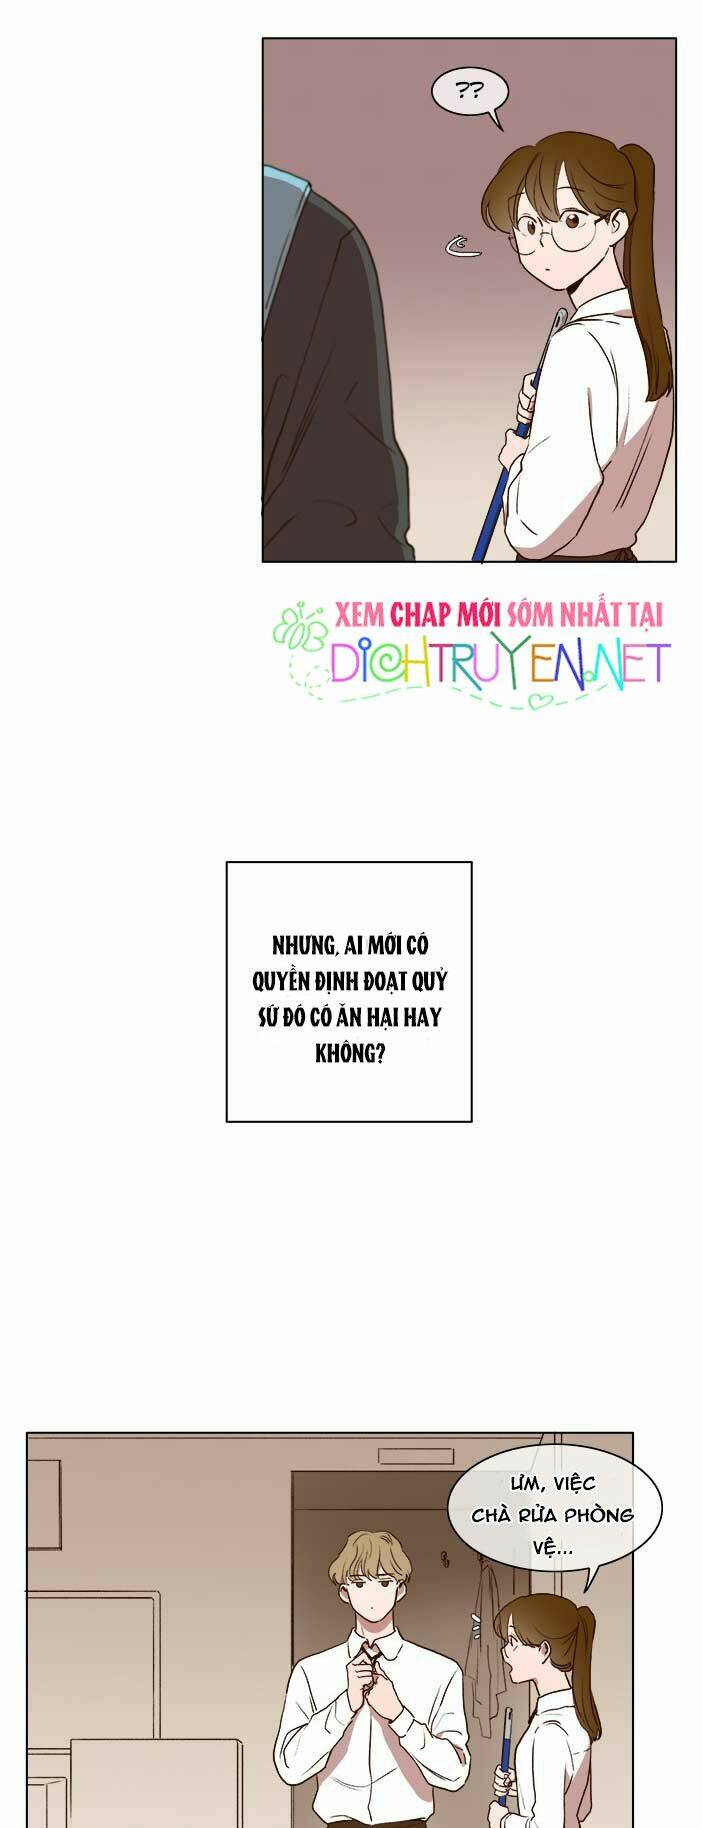 ??
XEM CHAP MỚI SỚM NHẤT TẠI
DICHTRUYEN.NET
NHƯNG, AI MỚI CÓ
QUYỀN ĐỊNH ĐOẠT QUỶ
SỨ ĐÓ CÓ ĂN HẠI HAY
KHÔNG?
ƯM, VIỆC
CHÀ RỬA PHÒNG
VỆ...